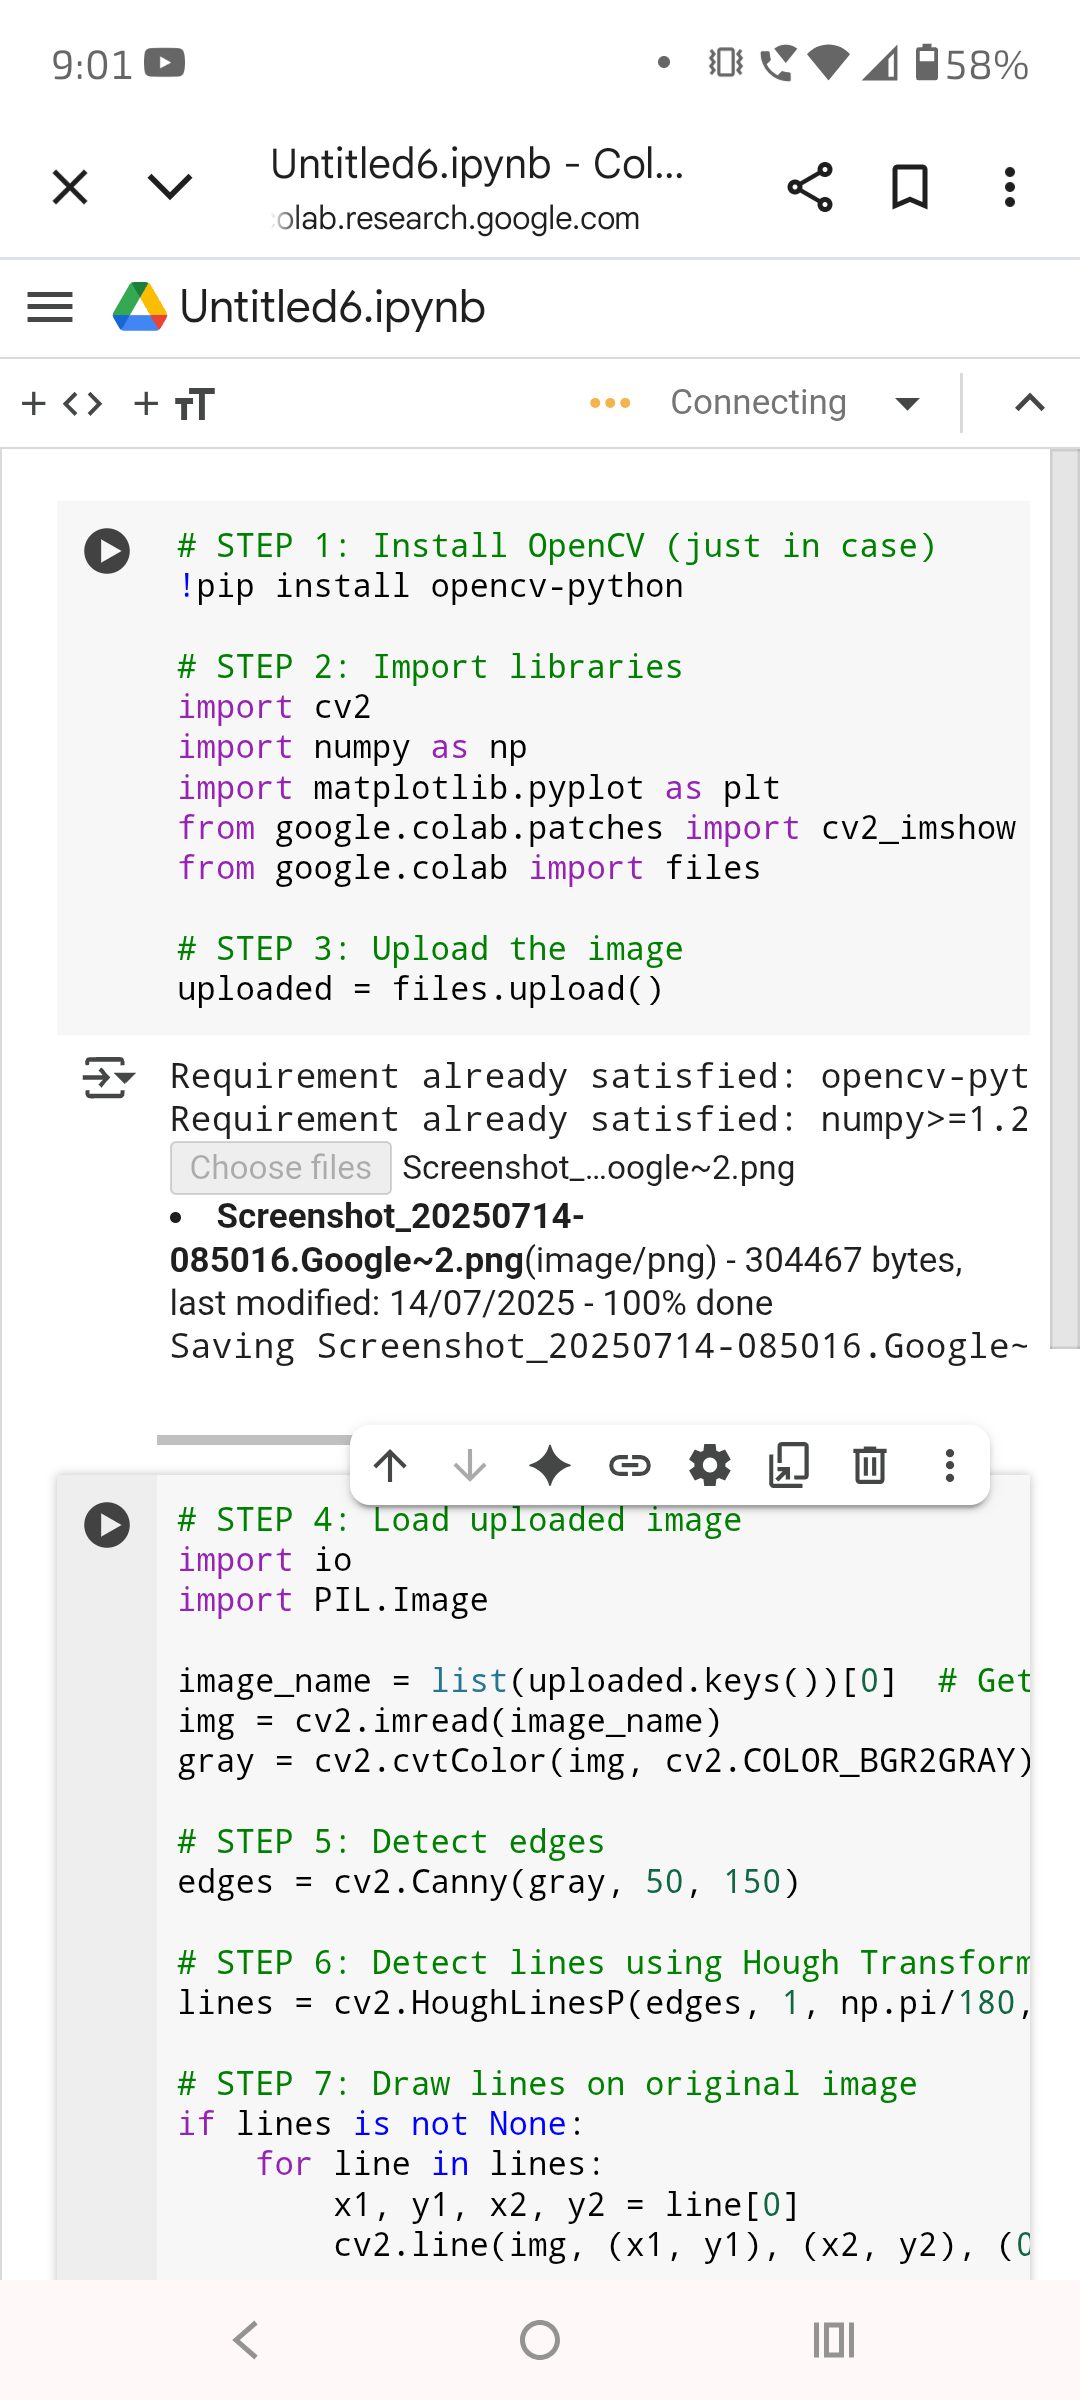 9:01
58%
Untitled6.ipynb - Col...
olab.research.google.com
Untitled6.ipynb
+ <> + TT
Connecting
# STEP 1: Install OpenCV (just in case)
!pip install opencv-python
# STEP 2: Import libraries
import cv2
import numpy as np
import matplotlib.pyplot as plt
from google.colab.patches import cv2_imshow
from google.colab import files
# STEP 3: Upload the image
uploaded = files.upload()
Requirement already satisfied: opencv-pyt
Requirement already satisfied: numpy>=1.2
Choose files Screenshot_...oogle~2.png
• Screenshot_20250714-
085016.Google~2.png(image/png) - 304467 bytes,
last modified: 14/07/2025 - 100% done
Saving Screenshot_20250714-085016.Google~
# STEP 4: Load uploaded image
import io
import PIL.Image
image_name = list(uploaded.keys())[0]  # Get
img = cv2.imread(image_name)
gray = cv2.cvtColor(img, cv2.COLOR_BGR2GRAY)
# STEP 5: Detect edges
edges = cv2.Canny(gray, 50, 150)
# STEP 6: Detect lines using Hough Transform
lines = cv2.HoughLinesP(edges, 1, np.pi/180,
# STEP 7: Draw lines on original image
if lines is not None:
    for line in lines:
        x1, y1, x2, y2 = line[0]
        cv2.line(img, (x1, y1), (x2, y2), (0